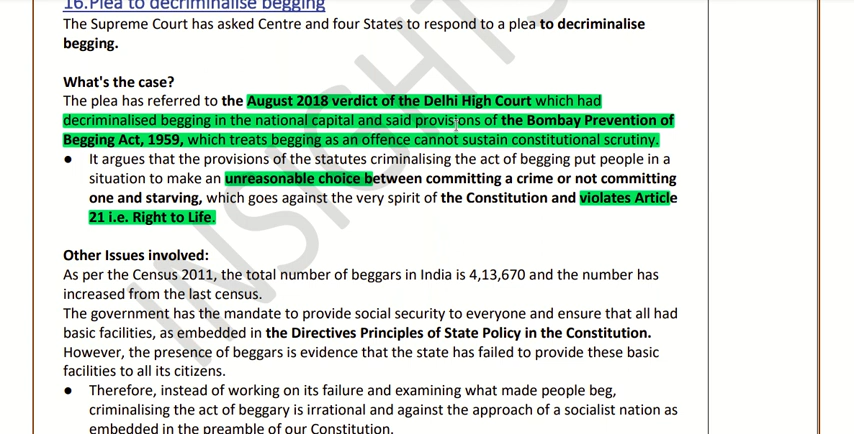 16.Plea to decriminalise begging
The Supreme Court has asked Centre and four States to respond to a plea to decriminalise
begging.
What's the case?
The plea has referred to the August 2018 verdict of the Delhi High Court which had
decriminalised begging in the national capital and said provisions of the Bombay Prevention of
Begging Act, 1959, which treats begging as an offence cannot sustain constitutional scrutiny.
● It argues that the provisions of the statutes criminalising the act of begging put people in a
situation to make an unreasonable choice between committing a crime or not committing
one and starving, which goes against the very spirit of the Constitution and violates Article
21 i.e. Right to Life.
Other Issues involved:
As per the Census 2011, the total number of beggars in India is 4,13,670 and the number has
increased from the last census.
The government has the mandate to provide social security to everyone and ensure that all had
basic facilities, as embedded in the Directives Principles of State Policy in the Constitution.
However, the presence of beggars is evidence that the state has failed to provide these basic
facilities to all its citizens.
● Therefore, instead of working on its failure and examining what made people beg,
criminalising the act of beggary is irrational and against the approach of a socialist nation as
embedded in the preamble of our Constitution.
INSIGHTS